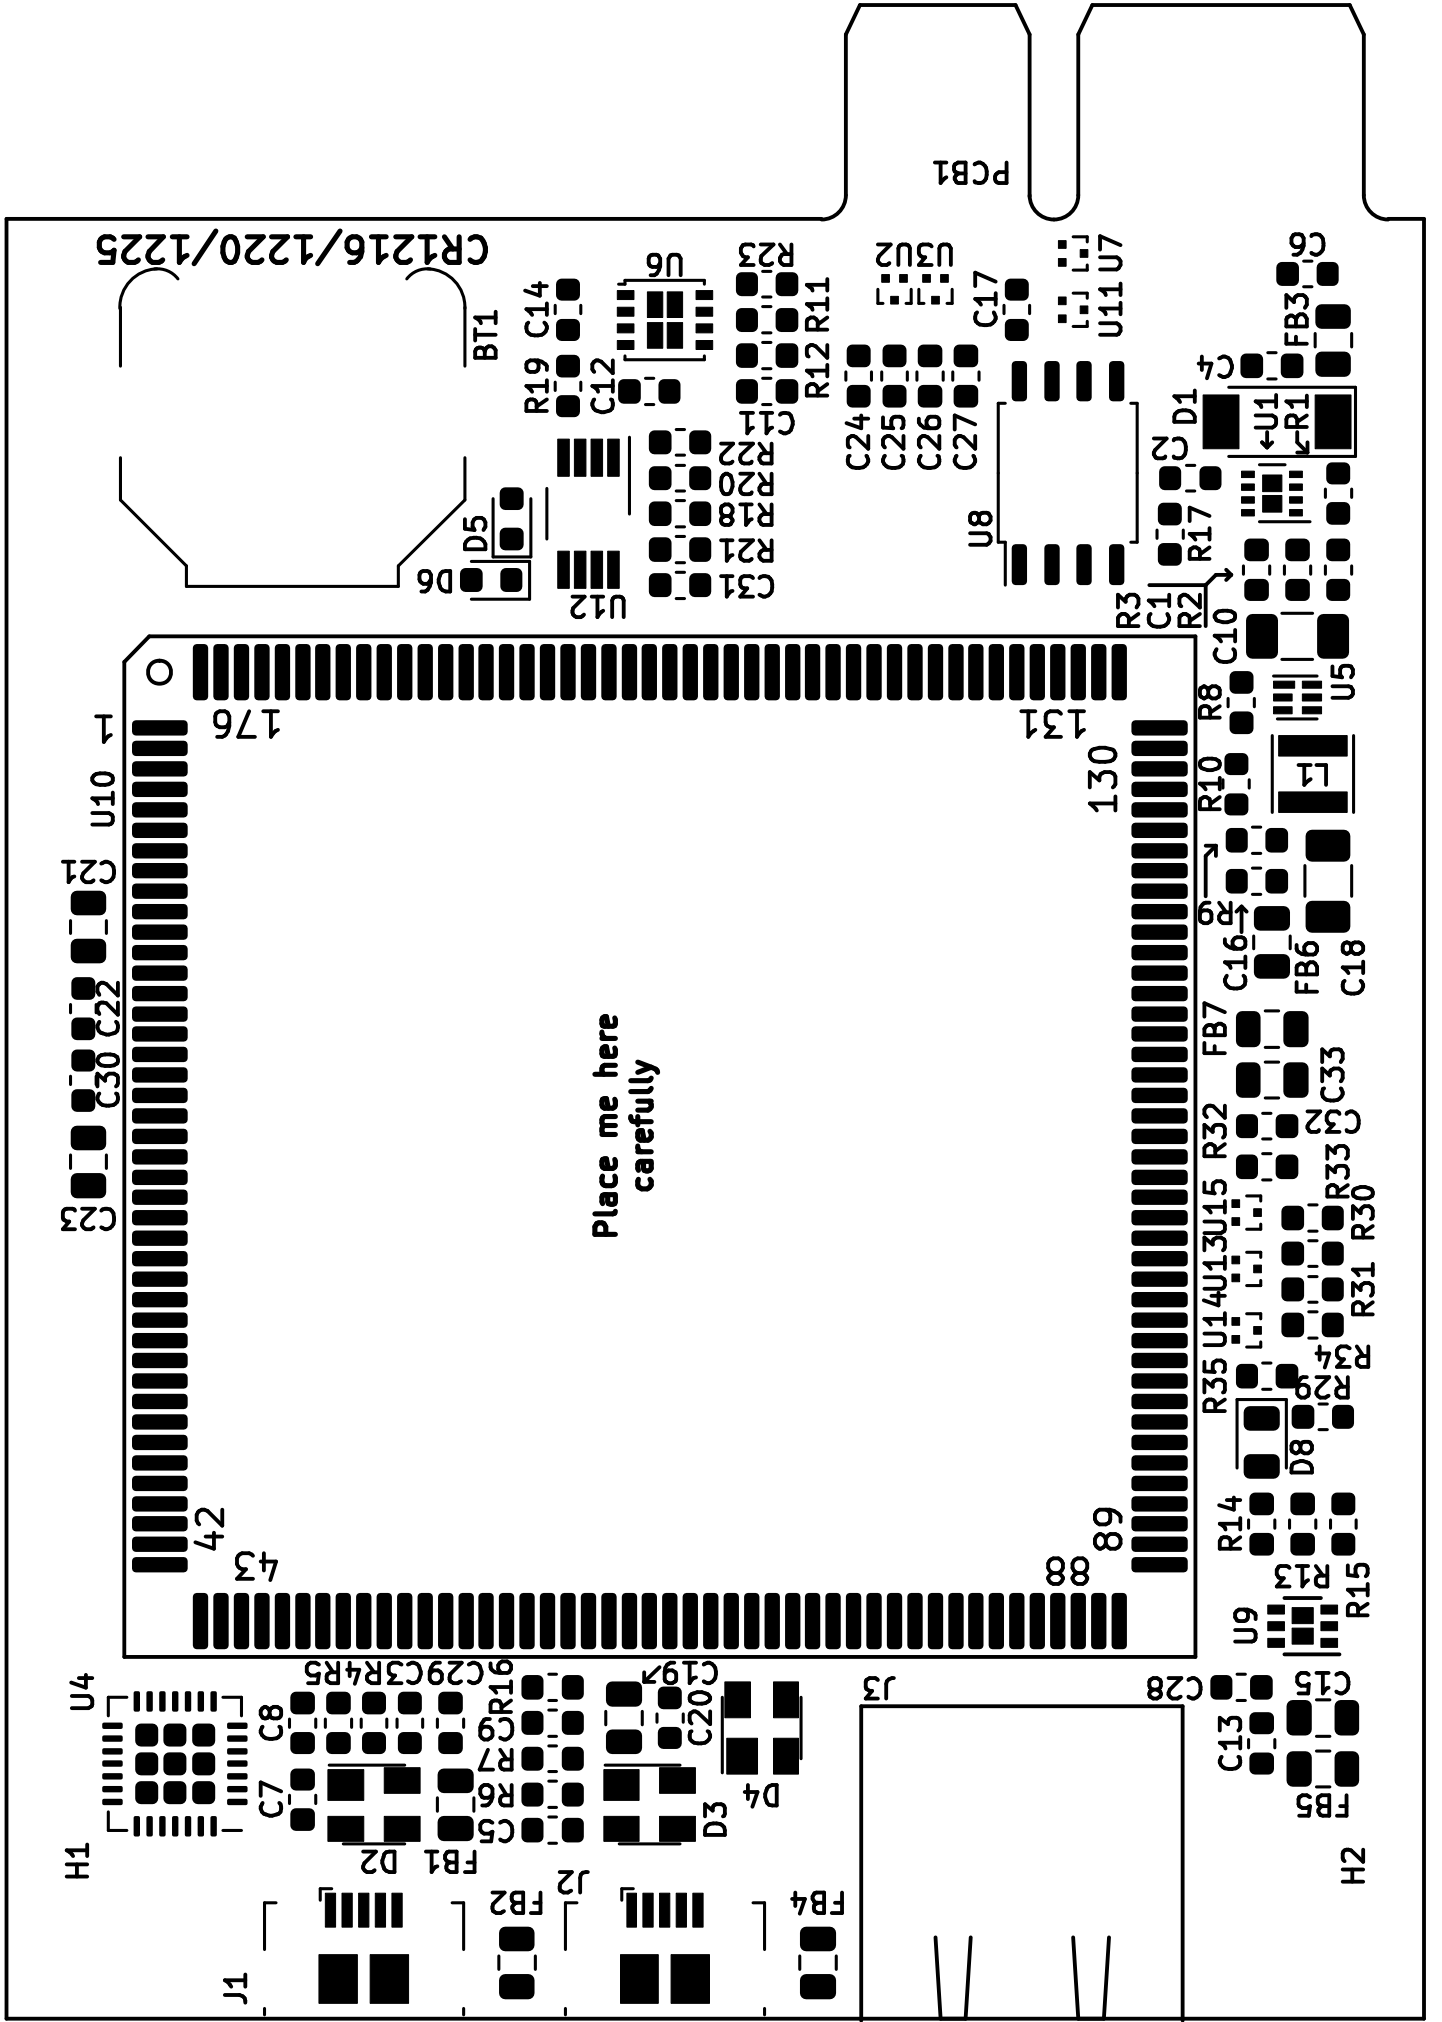 PCB1
CR1216/1220/1225
BT1
C14
U6
R23
R11
U3U2
C17
U7
U11
C6
FB3
R19
C12
R12
C11
C4
D1
U1
R1
C24
C25
C26
C27
C2
R22
R20
R18
R21
C31
D5
D6
U12
U8
R17
R3
C1
R2
C10
1
176
131
130
R8
U5
U10
R10
L1
C21
R9
C16
FB6
C18
C22
C30
C23
Place me here
carefully
FB7
C33
R32
C32
R33
U15
R30
U13
R31
U14
R34
R35
R29
D8
42
43
88
89
R14
R13
R15
U9
U4
C8
R5
R4
C3
C29
R16
C19
C20
J3
C28
C15
C13
C9
R7
R6
C5
C7
D4
D3
D2
FB1
FB5
H1
H2
J2
FB2
FB4
J1